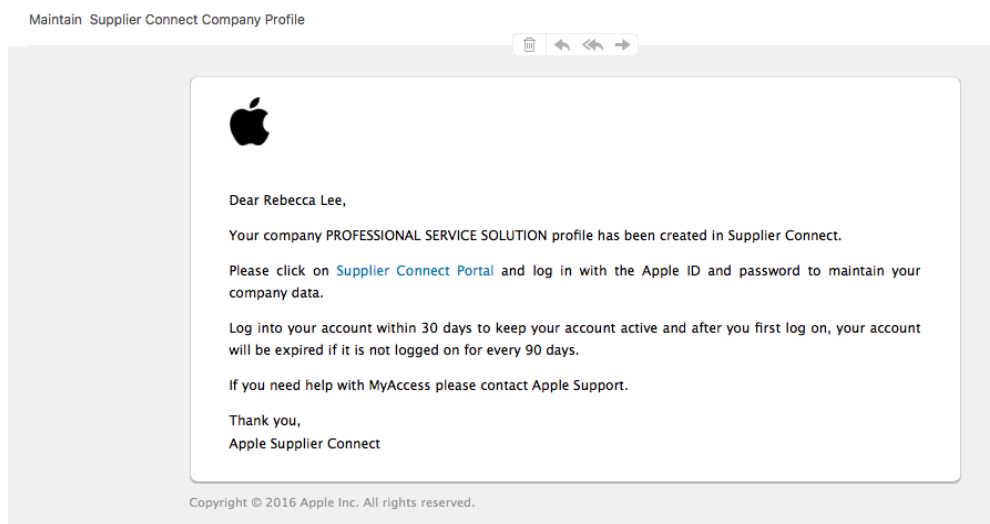 Maintain  Supplier Connect Company Profile
Dear Rebecca Lee,
Your company PROFESSIONAL SERVICE SOLUTION profile has been created in Supplier Connect.
Please click on Supplier Connect Portal and log in with the Apple ID and password to maintain your
company data.
Log into your account within 30 days to keep your account active and after you first log on, your account
will be expired if it is not logged on for every 90 days.
If you need help with MyAccess please contact Apple Support.
Thank you,
Apple Supplier Connect
Copyright © 2016 Apple Inc. All rights reserved.